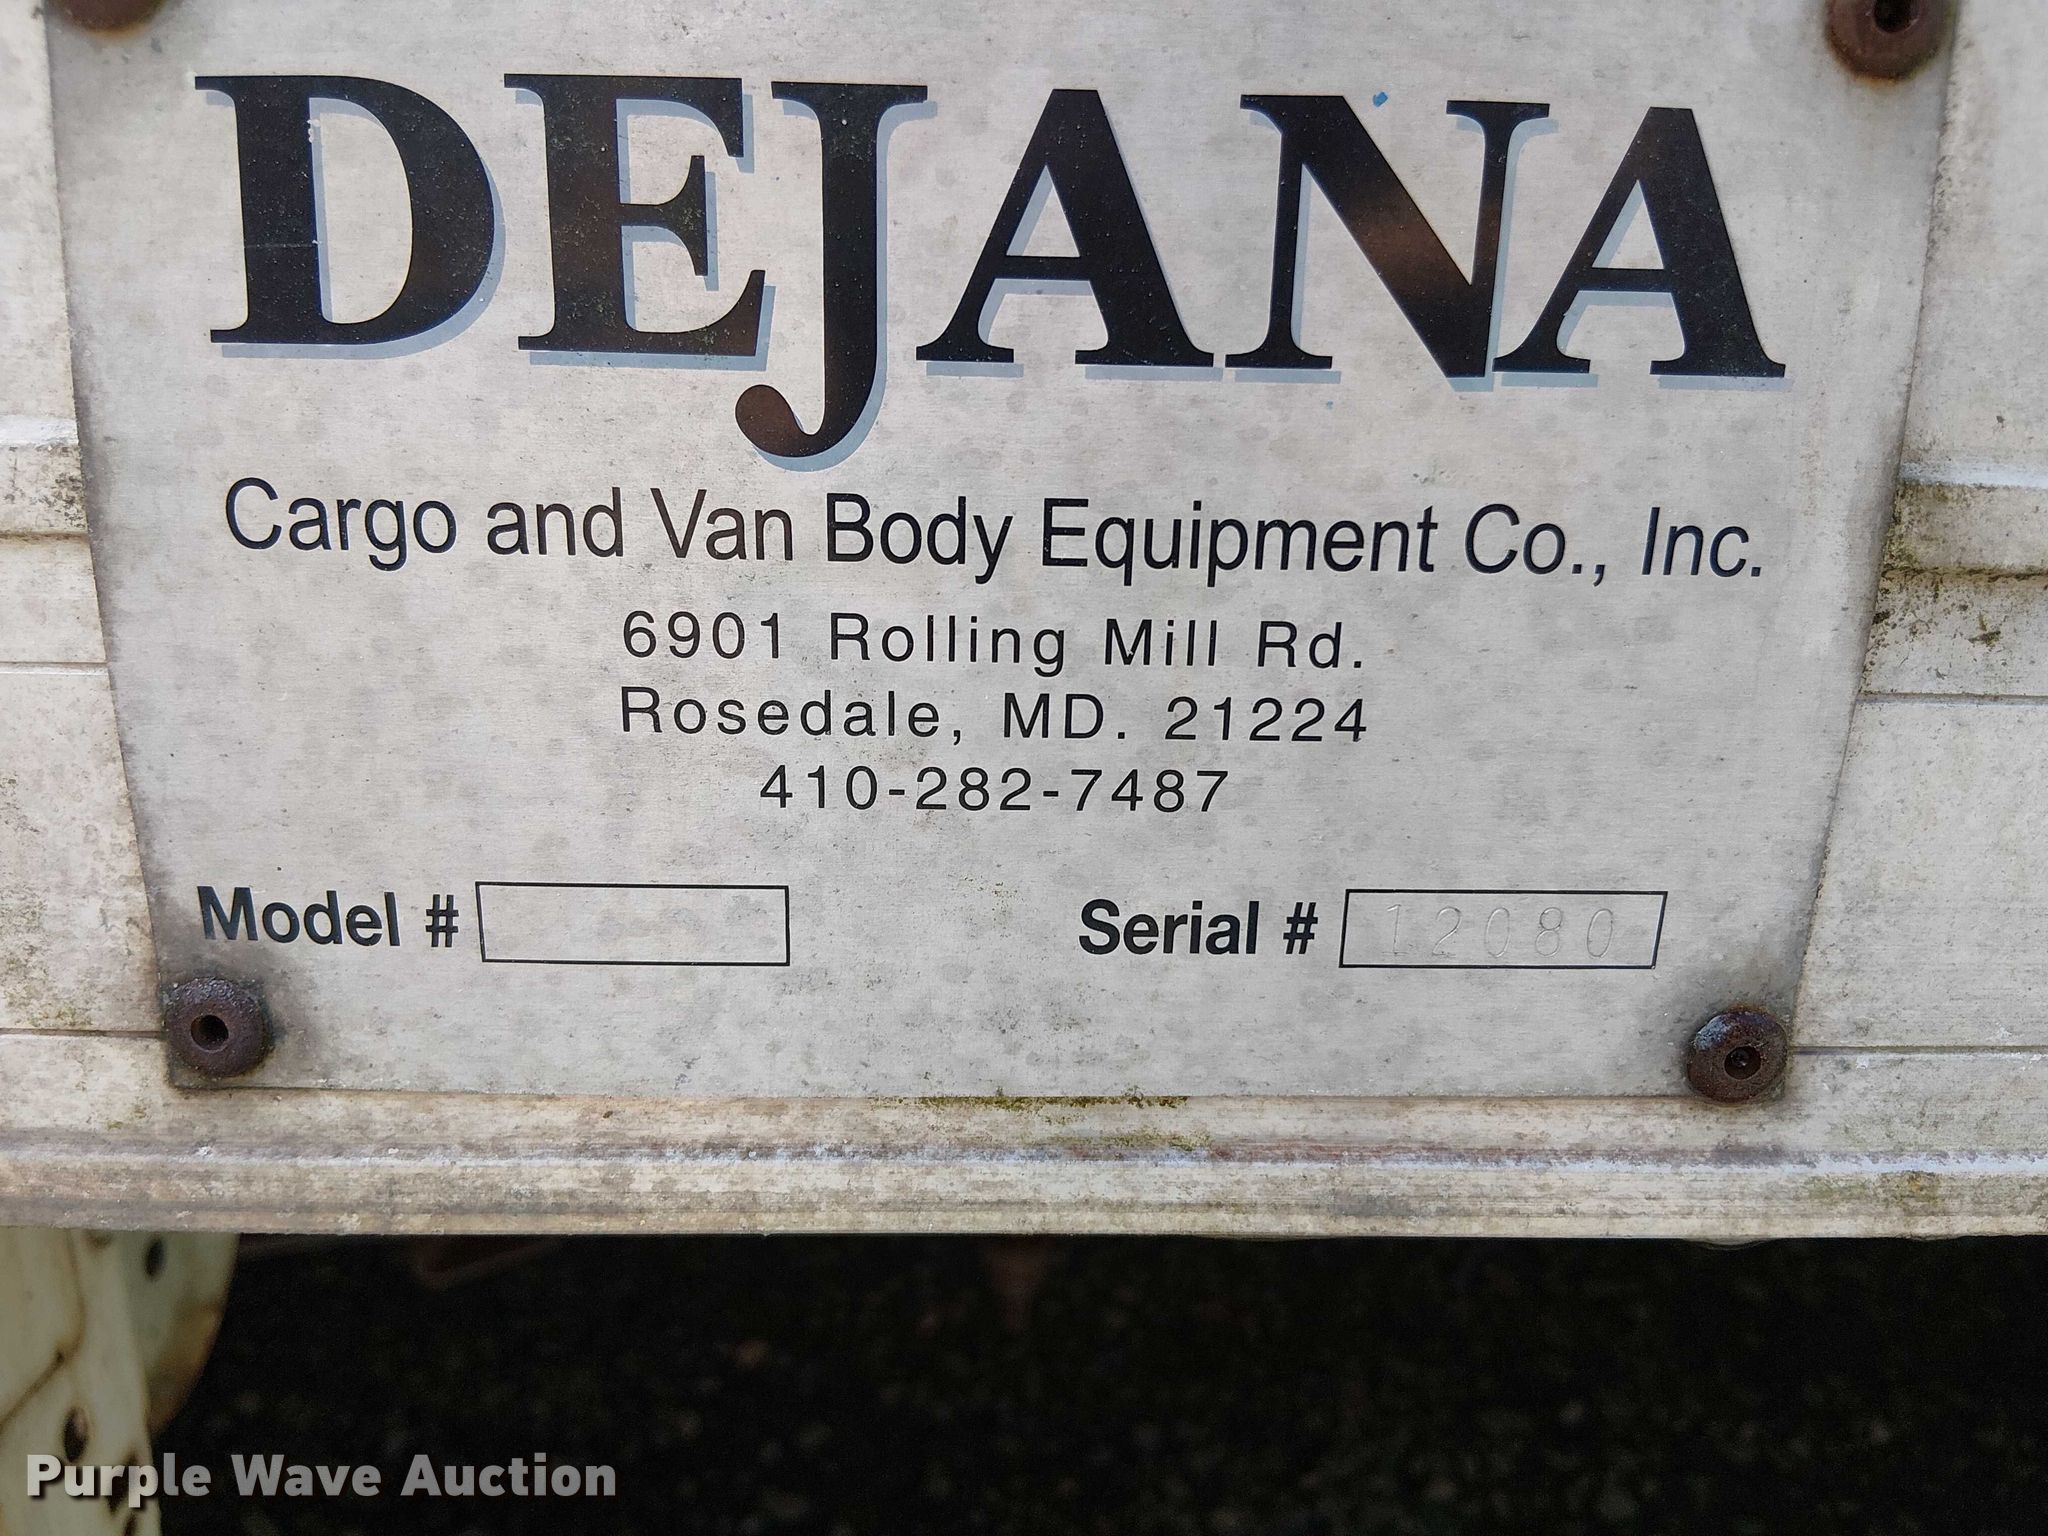 DEJANA
Cargo and Van Body Equipment Co., Inc.
6901 Rolling Mill Rd.
Rosedale, MD. 21224
410-282-7487
Model # Serial # 12080
Purple Wave Auction